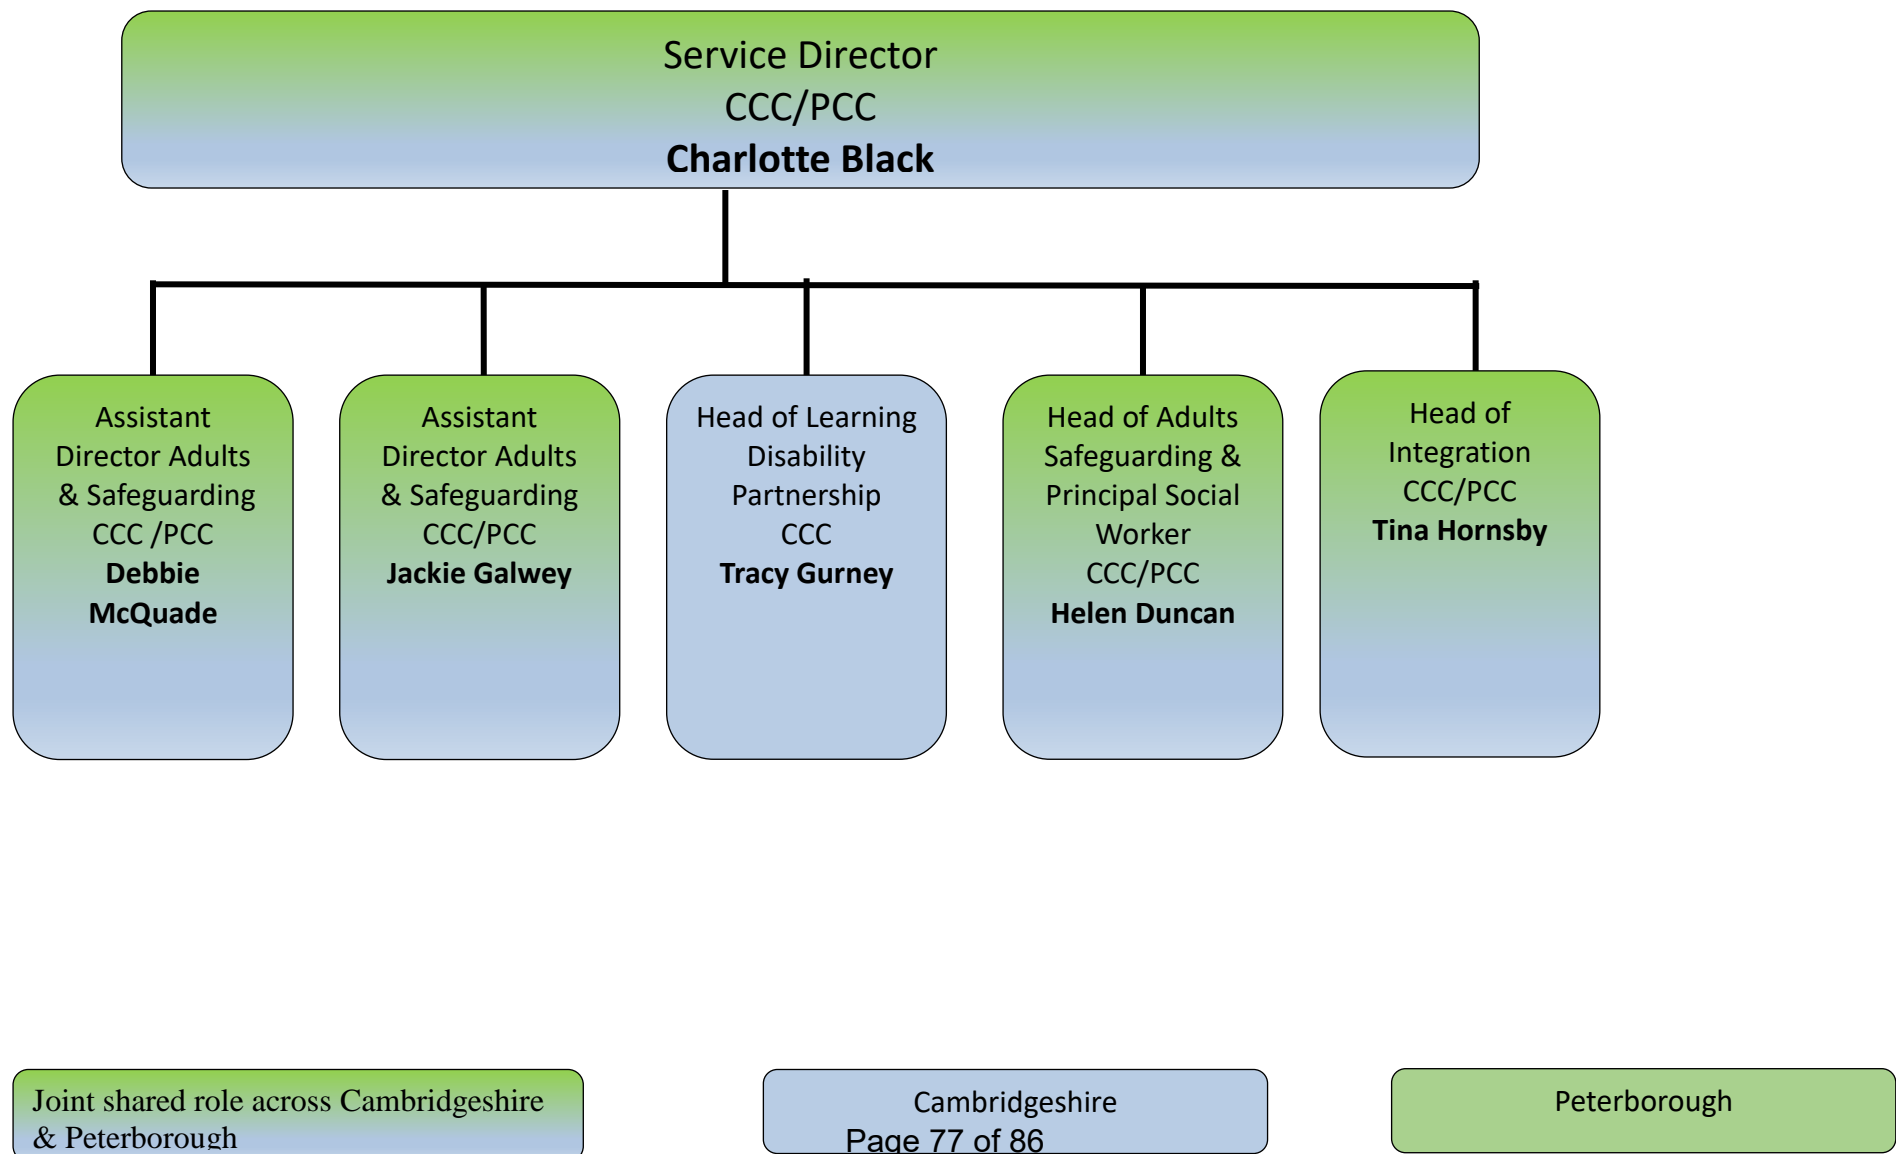 Service Director
CCC/PCC
Charlotte Black
Assistant
Director Adults
& Safeguarding
CCC /PCC
Debbie
McQuade
Assistant
Director Adults
& Safeguarding
CCC/PCC
Jackie Galwey
Head of Learning
Disability
Partnership
CCC
Tracy Gurney
Head of Adults
Safeguarding &
Principal Social
Worker
CCC/PCC
Helen Duncan
Head of
Integration
CCC/PCC
Tina Hornsby
Joint shared role across Cambridgeshire
& Peterborough
Cambridgeshire
Page 77 of 86
Peterborough